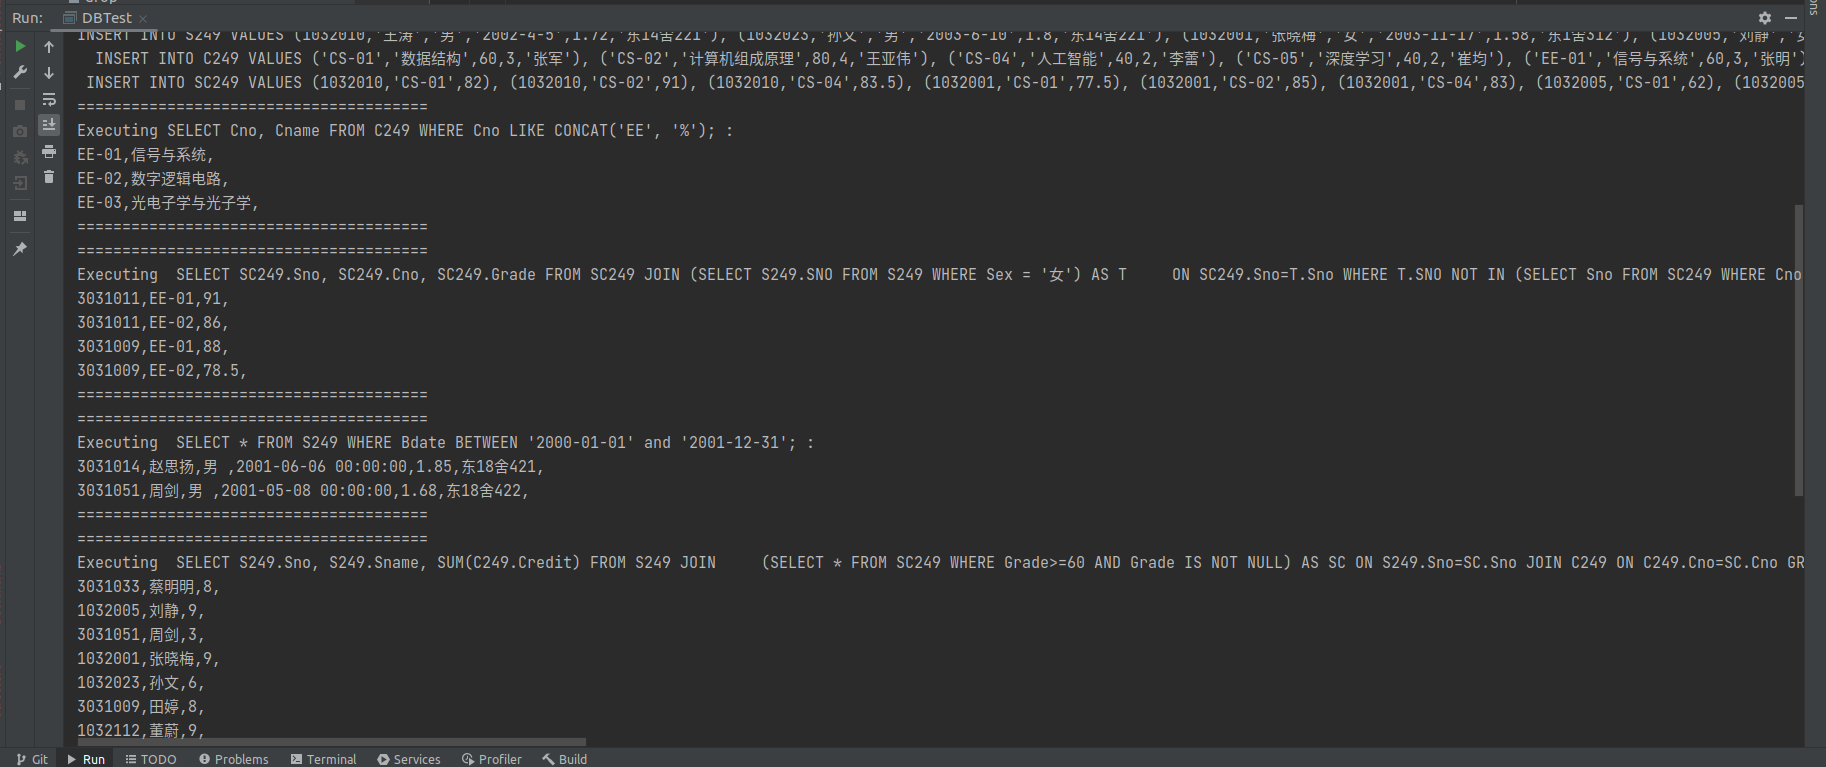 Run: DBTest
INSERT INTO S249 VALUES (1032010,'王涛','男','2002-4-5',1.72,'东14舍221'), (1032023,'孙文','男','2003-6-10',1.8,'东14舍221'), (1032001,'张晓梅','女','2003-11-17',1.58,'东1舍312'), (1032005,'刘静','女
INSERT INTO C249 VALUES ('CS-01','数据结构',60,3,'张军'), ('CS-02','计算机组成原理',80,4,'王亚伟'), ('CS-04','人工智能',40,2,'李蕾'), ('CS-05','深度学习',40,2,'崔均'), ('EE-01','信号与系统',60,3,'张明')
INSERT INTO SC249 VALUES (1032010,'CS-01',82), (1032010,'CS-02',91), (1032010,'CS-04',83.5), (1032001,'CS-01',77.5), (1032001,'CS-02',85), (1032001,'CS-04',83), (1032005,'CS-01',62), (1032005
=======================================
Executing SELECT Cno, Cname FROM C249 WHERE Cno LIKE CONCAT('EE', '%'); :
EE-01,信号与系统,
EE-02,数字逻辑电路,
EE-03,光电子学与光子学,
=======================================
=======================================
Executing  SELECT SC249.Sno, SC249.Cno, SC249.Grade FROM SC249 JOIN (SELECT S249.SNO FROM S249 WHERE Sex = '女') AS T     ON SC249.Sno=T.Sno WHERE T.SNO NOT IN (SELECT Sno FROM SC249 WHERE Cno
3031011,EE-01,91,
3031011,EE-02,86,
3031009,EE-01,88,
3031009,EE-02,78.5,
=======================================
=======================================
Executing  SELECT * FROM S249 WHERE Bdate BETWEEN '2000-01-01' and '2001-12-31'; :
3031014,赵思扬,男 ,2001-06-06 00:00:00,1.85,东18舍421,
3031051,周剑,男 ,2001-05-08 00:00:00,1.68,东18舍422,
=======================================
=======================================
Executing  SELECT S249.Sno, S249.Sname, SUM(C249.Credit) FROM S249 JOIN     (SELECT * FROM SC249 WHERE Grade>=60 AND Grade IS NOT NULL) AS SC ON S249.Sno=SC.Sno JOIN C249 ON C249.Cno=SC.Cno GR
3031033,蔡明明,8,
1032005,刘静,9,
3031051,周剑,3,
1032001,张晓梅,9,
1032023,孙文,6,
3031009,田婷,8,
1032112,董蔚,9,
Git Run TODO Problems Terminal Services Profiler Build